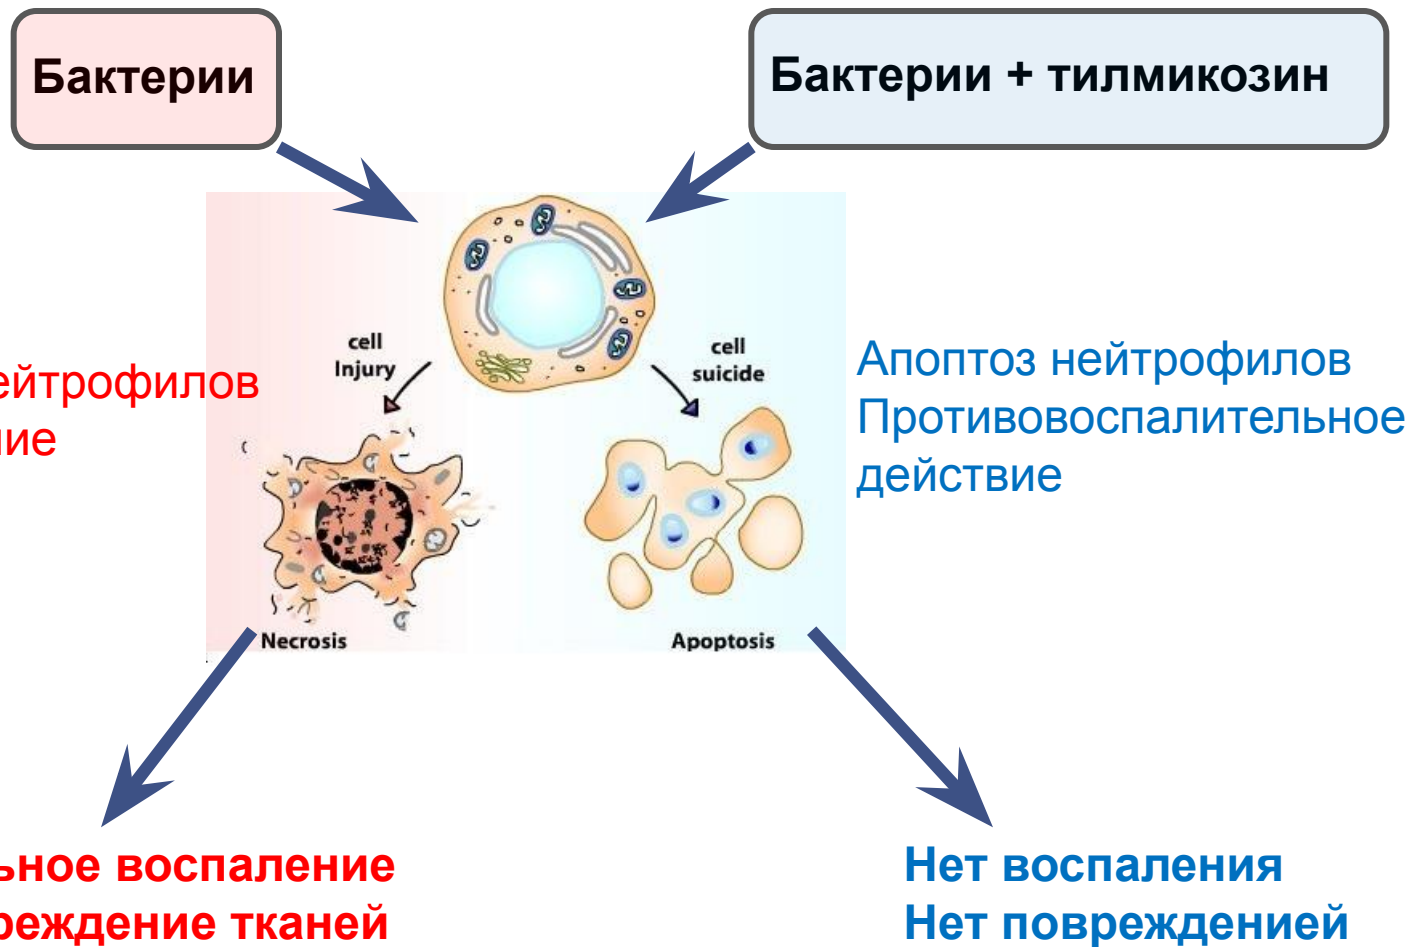 Бактерии
Бактерии + тилмикозин
cell
Injury
cell
suicide
ейтрофилов
ие
Апоптоз нейтрофилов
Противовоспалительное
действие
Necrosis
Apoptosis
ьное воспаление
реждение тканей
Нет воспаления
Нет поврежденией